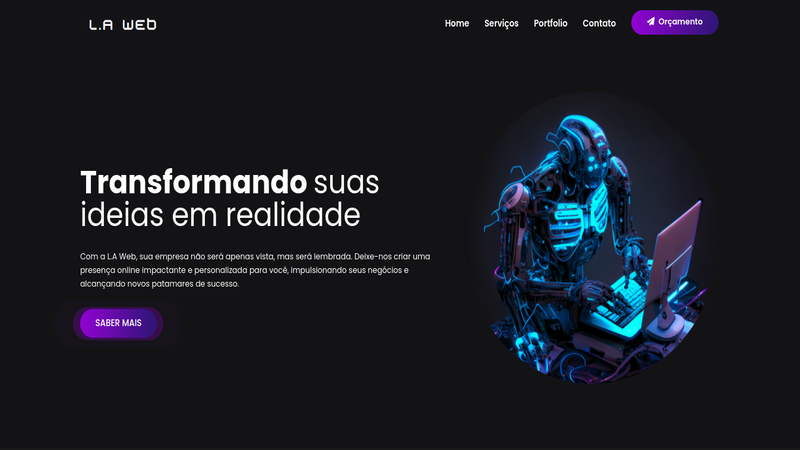 L.A WEB
Home Serviços Portfolio Contato Orçamento
Transformando suas
ideias em realidade
Com a L.A Web, sua empresa não será apenas vista, mas será lembrada. Deixe-nos criar uma
presença online impactante e personalizada para você, impulsionando seus negócios e
alcançando novos patamares de sucesso.
SABER MAIS